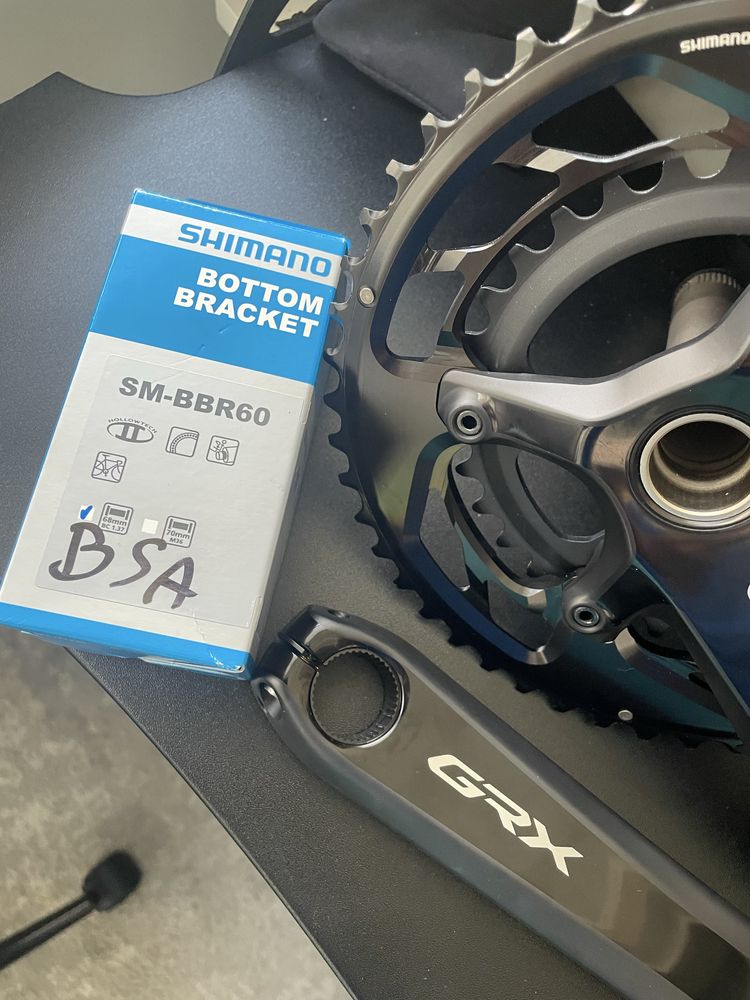 SHIMANO
SHIMANO
BOTTOM
BRACKET
SM-BBR60
HOLLOWTECH
II
68mm
BC 1.37
70mm
M36
BSA
GRX